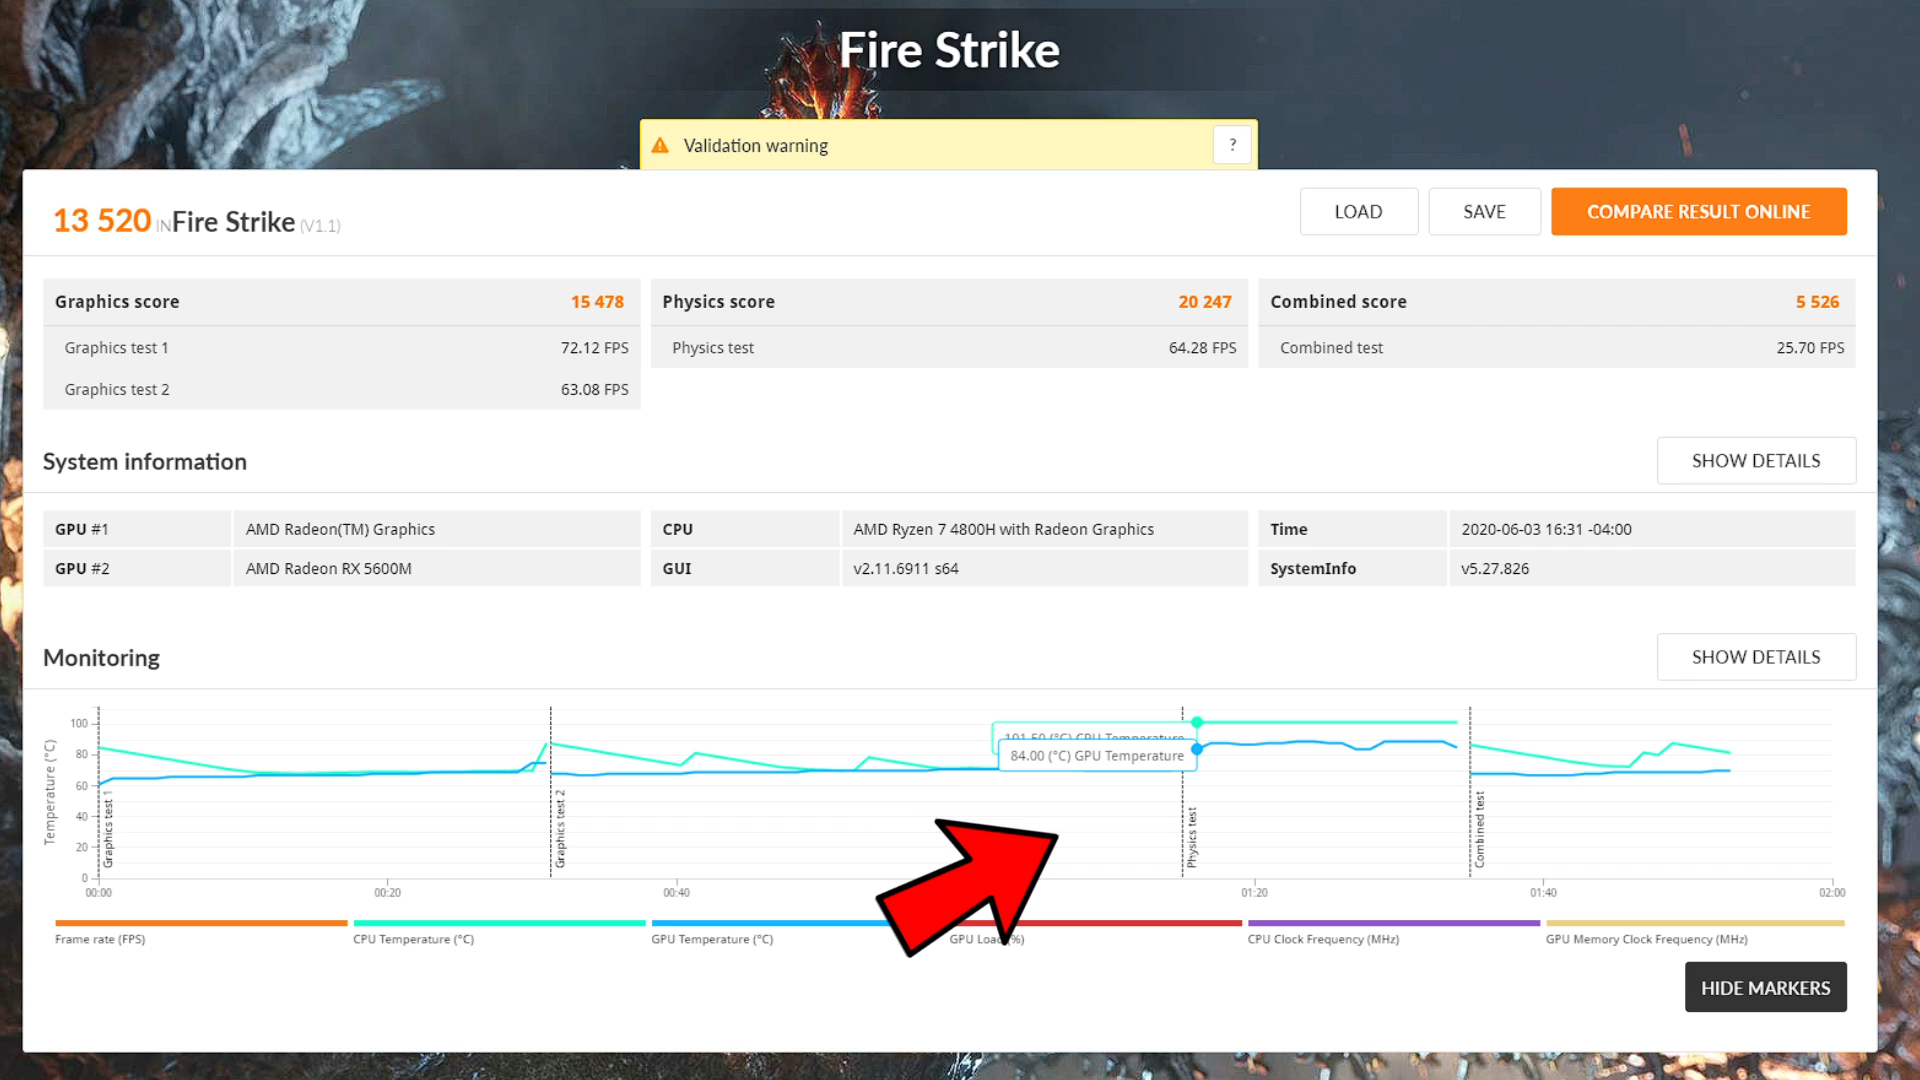 Fire Strike
Validation warning
?
13 520 IN Fire Strike (V1.1)
LOAD
SAVE
COMPARE RESULT ONLINE
Graphics score 15 478
Graphics test 1 72.12 FPS
Graphics test 2 63.08 FPS
Physics score 20 247
Physics test 64.28 FPS
Combined score 5 526
Combined test 25.70 FPS
System information
SHOW DETAILS
GPU #1 AMD Radeon(TM) Graphics
GPU #2 AMD Radeon RX 5600M
CPU AMD Ryzen 7 4800H with Radeon Graphics
GUI v2.11.6911 s64
Time 2020-06-03 16:31 -04:00
SystemInfo v5.27.826
Monitoring
SHOW DETAILS
Temperature (°C)
100
80
60
40
20
0
Graphics test 1
Graphics test 2
Physics test
Combined test
101.50 (°C) CPU Temperature
84.00 (°C) GPU Temperature
00:00
00:20
00:40
01:20
01:40
02:00
Frame rate (FPS)
CPU Temperature (°C)
GPU Temperature (°C)
GPU Load (%)
CPU Clock Frequency (MHz)
GPU Memory Clock Frequency (MHz)
HIDE MARKERS